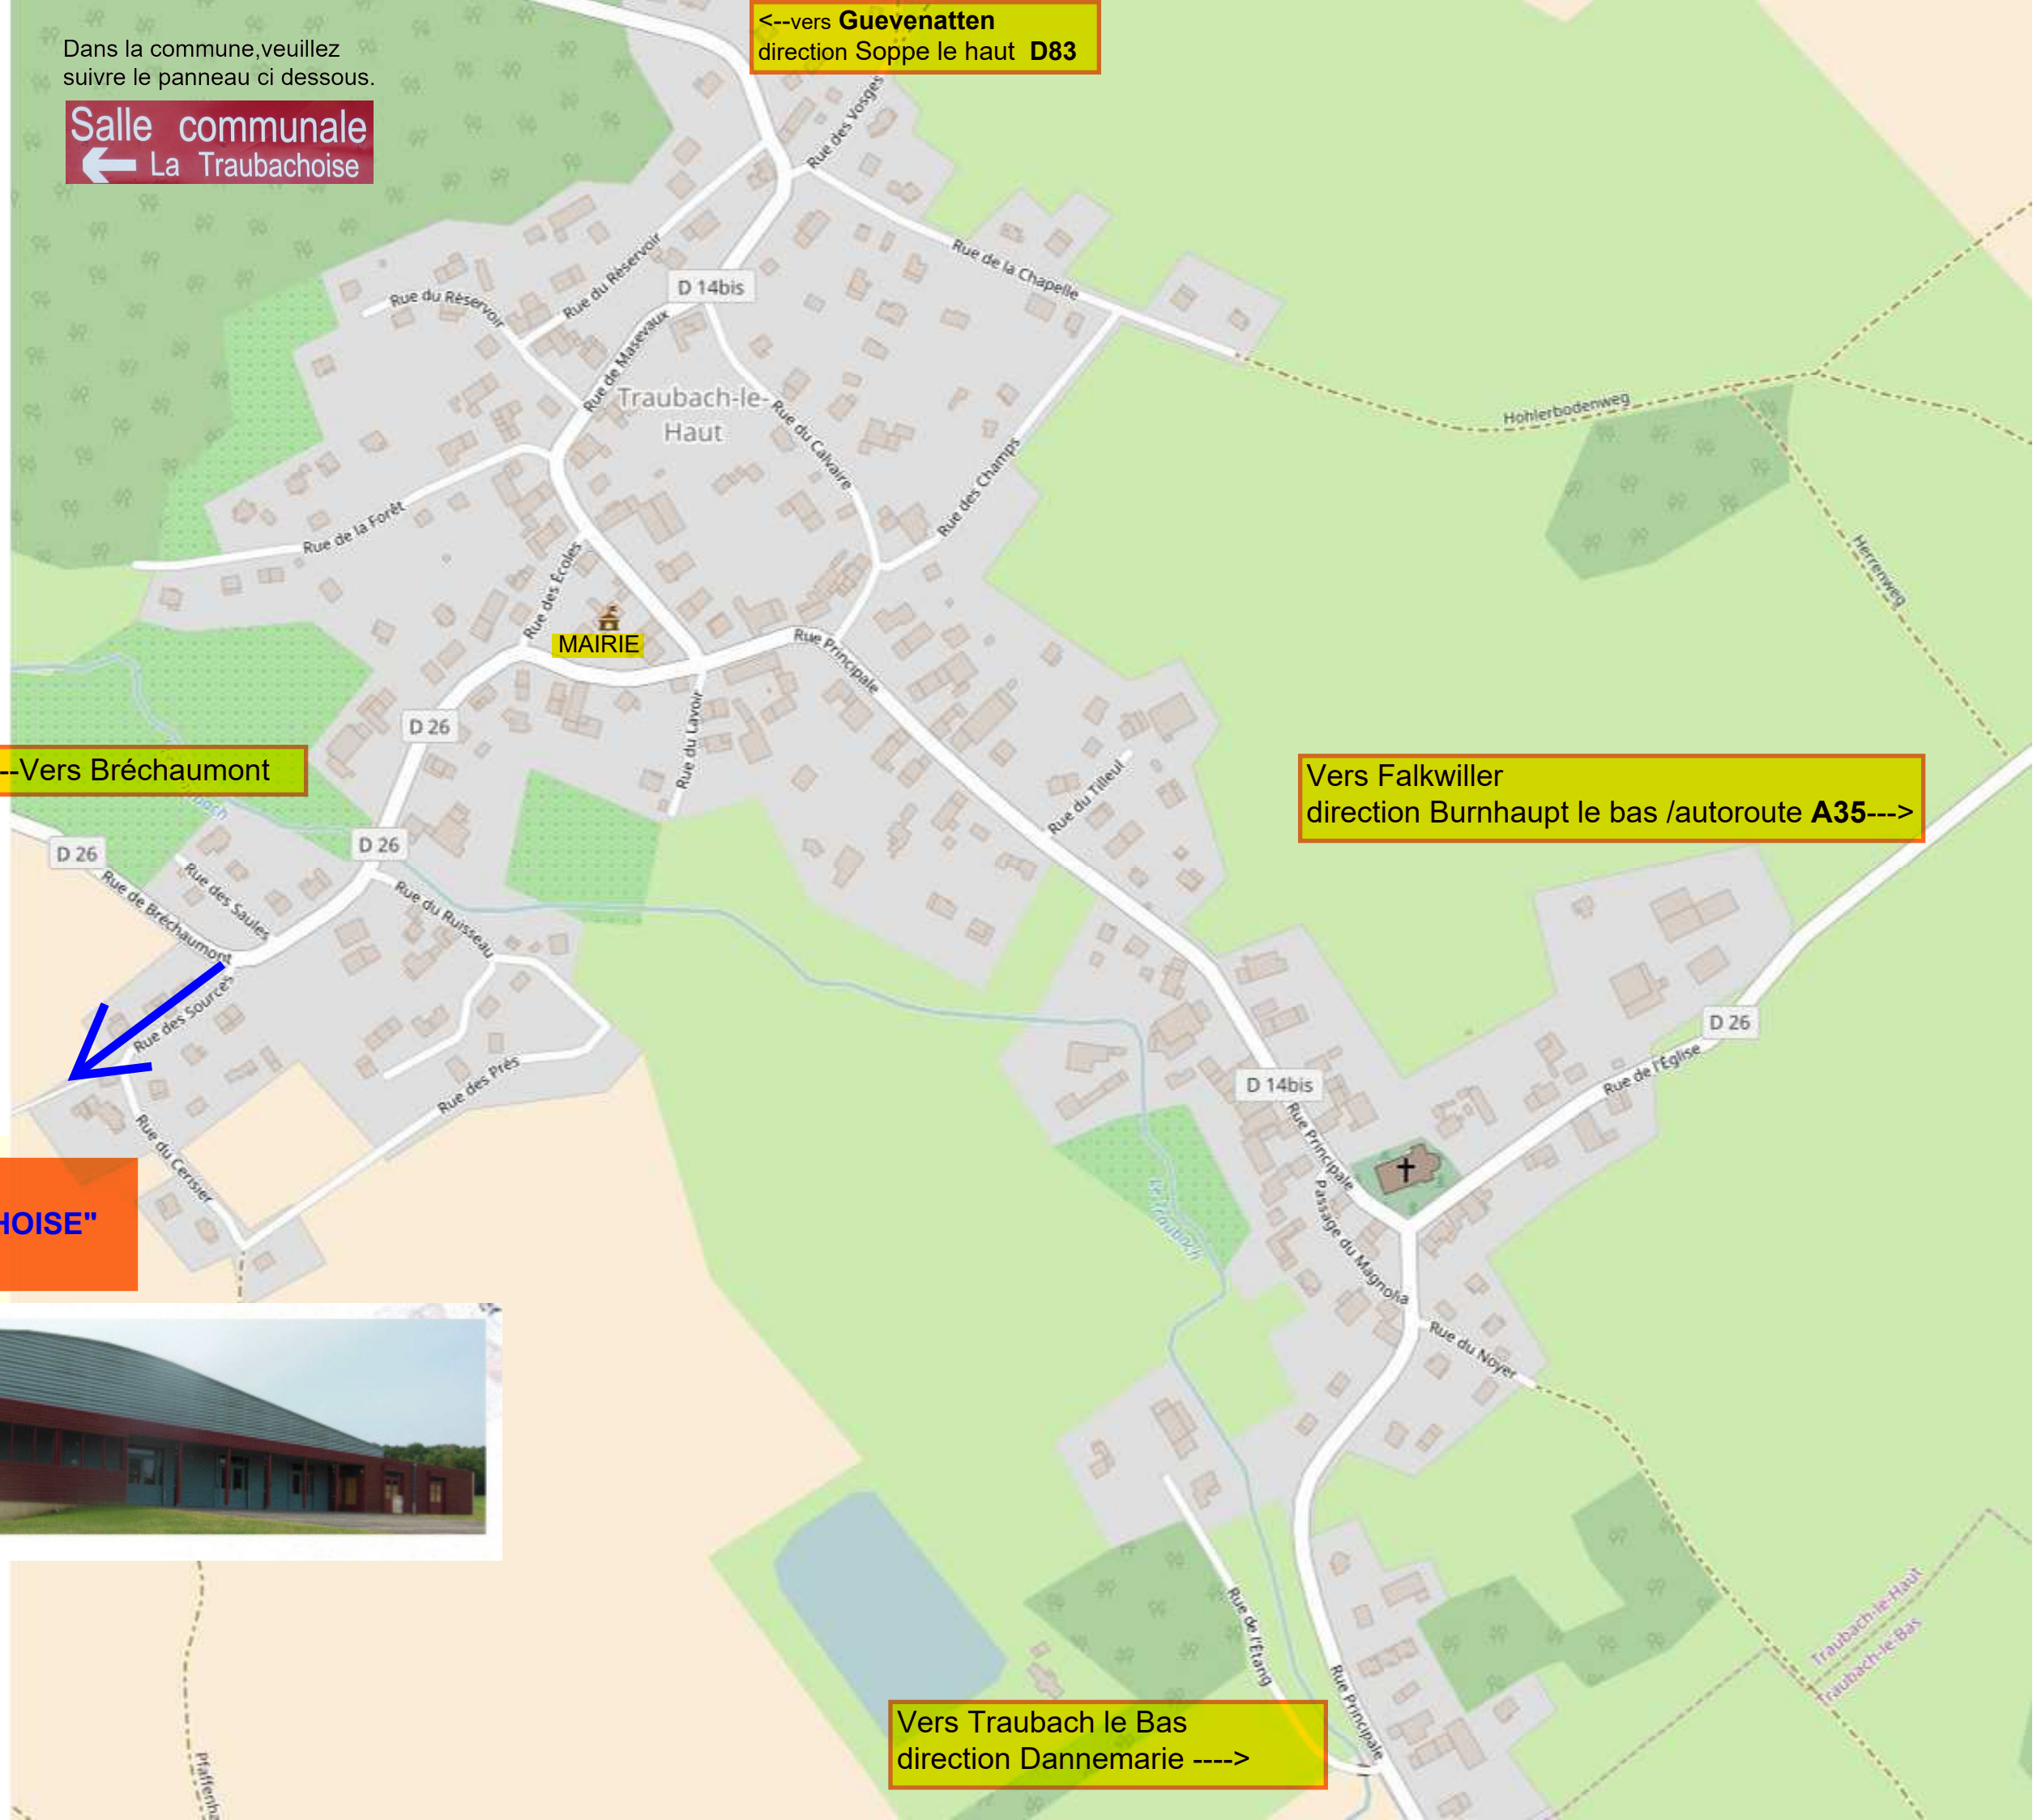 <--vers Guevenatten
direction Soppe le haut D83
Dans la commune,veuillez
suivre le panneau ci dessous.
Salle communale
La Traubachoise
Rue des Vosges
Rue de la Chapelle
Rue du Réservoir
D 14bis
Rue du Réservoir
Rue de Masevaux
Traubach-le-
Haut
Rue du Calvaire
Hohlerbodenweg
Rue des Champs
Rue de la Forêt
Rue des Écoles
Herrenweg
MAIRIE
Rue Principale
Rue du Lavoir
D 26
--Vers Bréchaumont
Vers Falkwiller
direction Burnhaupt le bas /autoroute A35--->
Rue du Tilleul
D 26
D 26
Rue de Bréchaumont
Rue des Saules
Rue du Ruisseau
Rue des Sources
D 26
Rue des Prés
D 14bis
Rue de l'Église
Rue du Cerisier
Rue Principale
Passage du Magnolia
Le Traubach
HOISE"
Rue du Noyer
Rue de l'Étang
Rue Principale
Traubach-le-Haut
Traubach-le-Bas
Vers Traubach le Bas
direction Dannemarie ---->
Pfaffenha